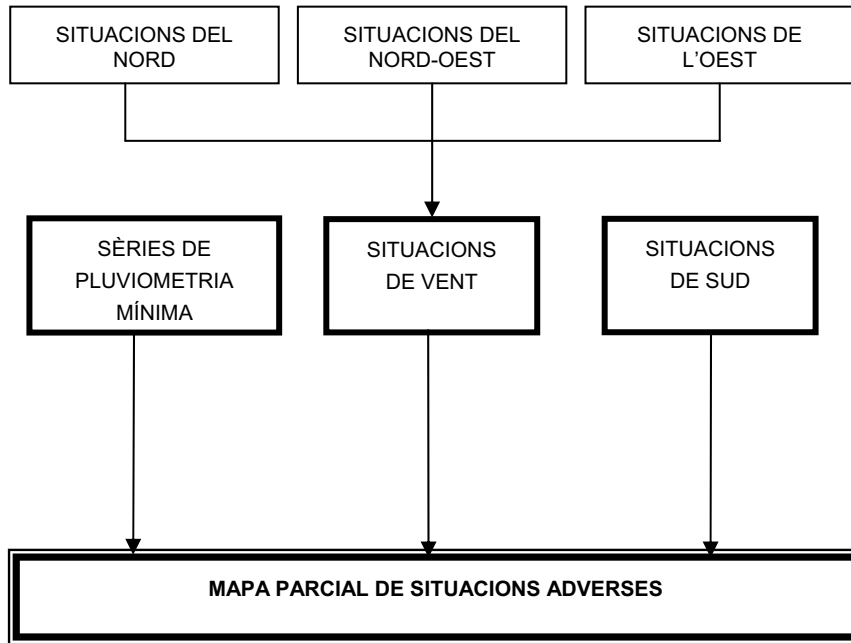 SITUACIONS DEL
NORD
SITUACIONS DEL
NORD-OEST
SITUACIONS DE
L'OEST
SÈRIES DE
PLUVIOMETRIA
MÍNIMA
SITUACIONS
DE VENT
SITUACIONS
DE SUD
MAPA PARCIAL DE SITUACIONS ADVERSES